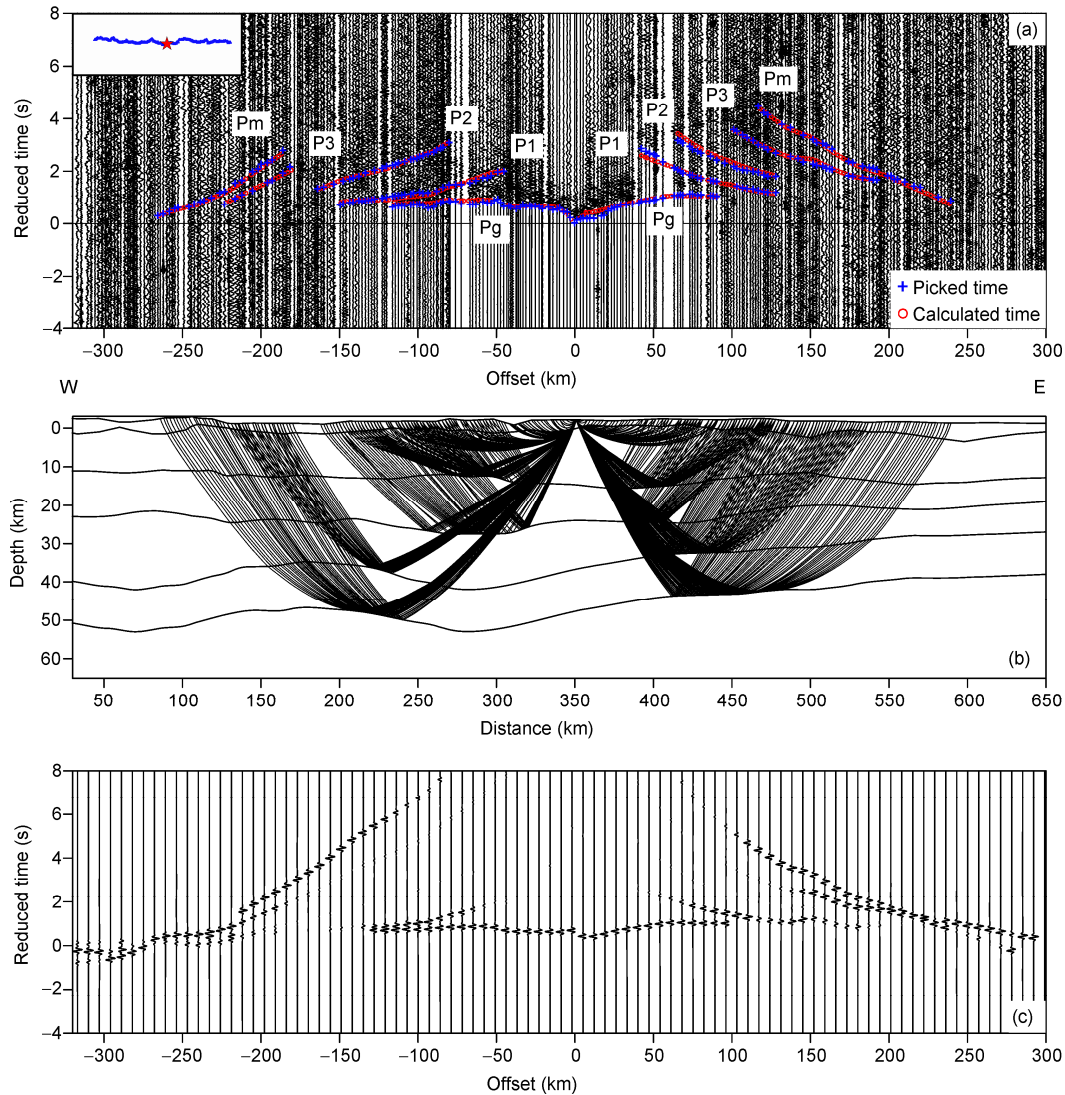 (a)
8
6
4
2
0
−2
−4
Reduced time (s)
Pm
P3
P2
P1
Pg
P1
P2
P3
Pm
Pg
Picked time
Calculated time
−300 −250 −200 −150 −100 −50 0 50 100 150 200 250 300
Offset (km)
W E
0
10
20
30
40
50
60
Depth (km)
(b)
50 100 150 200 250 300 350 400 450 500 550 600 650
Distance (km)
8
6
4
2
0
−2
−4
Reduced time (s)
(c)
−300 −250 −200 −150 −100 −50 0 50 100 150 200 250 300
Offset (km)